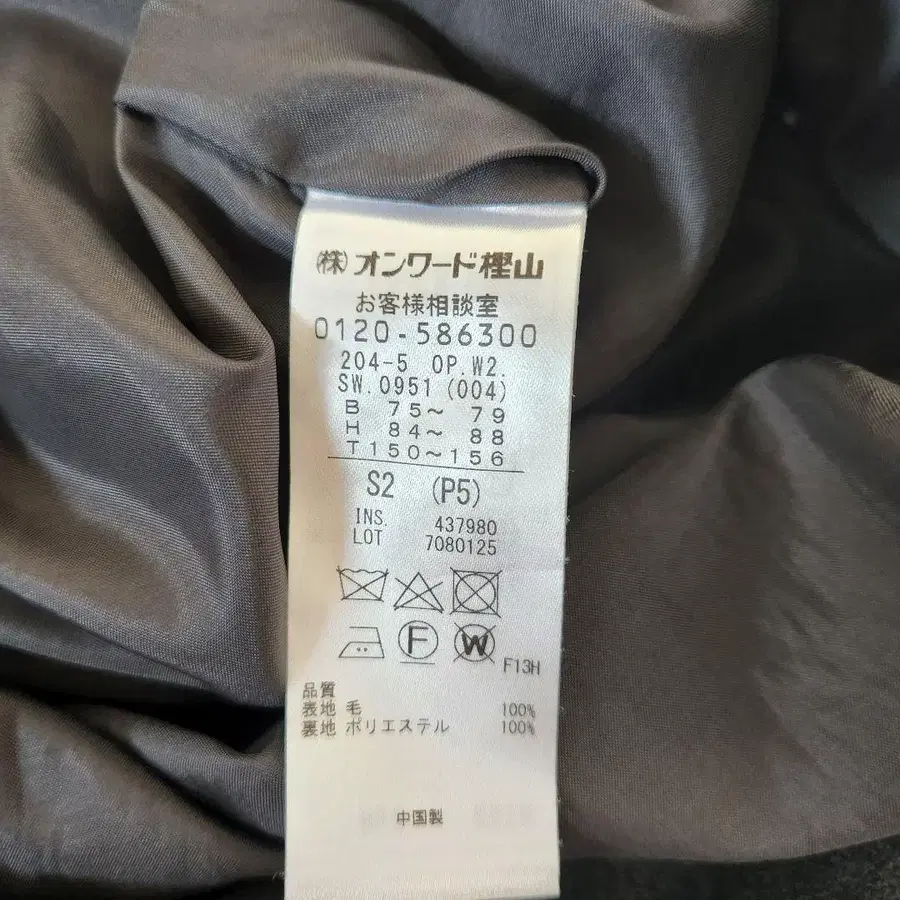 ㈱オンワード樫山
お客様相談室
0120-586300
204-5 OP.W2.
SW.0951 (004)
B 75〜 79
H 84〜 88
T150〜156
S2 (P5)
INS. 437980
LOT 7080125
F
W
F13H
品質
表地 毛 100%
裏地 ポリエステル 100%
中国製